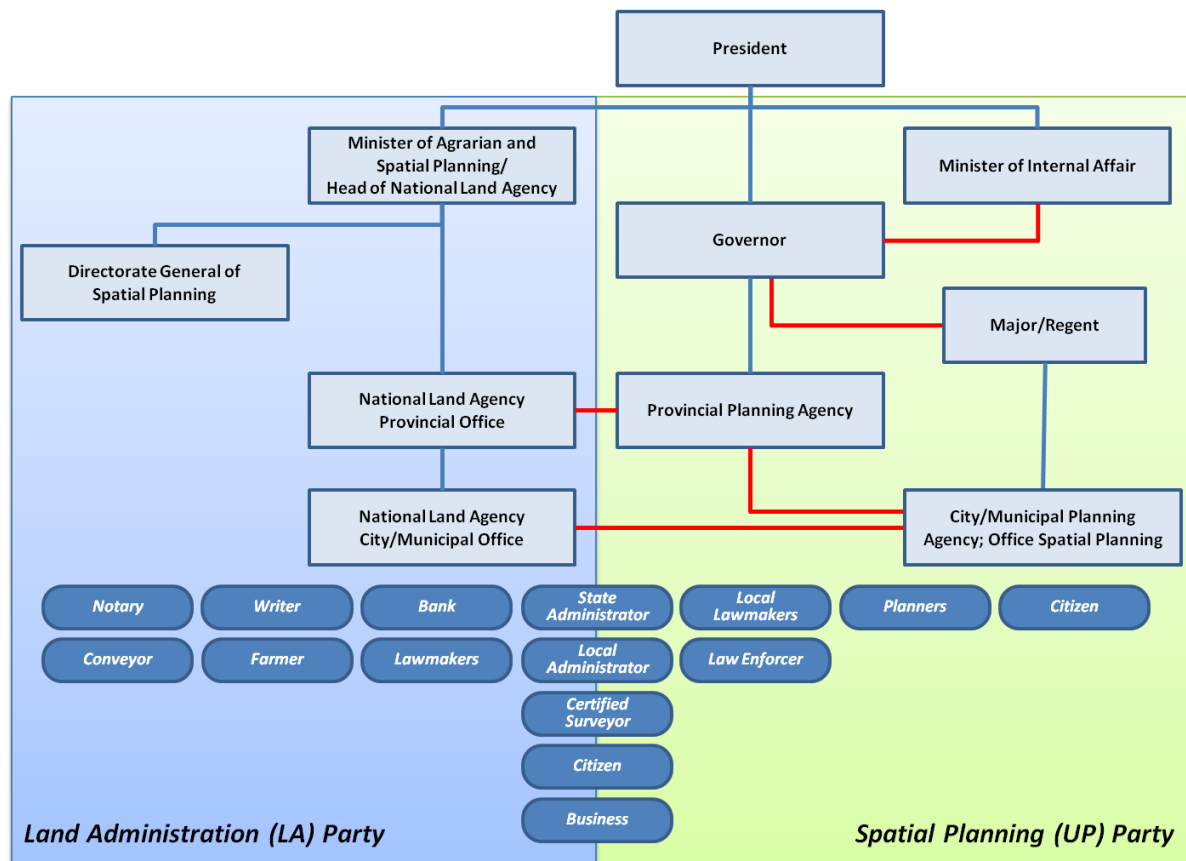 President
Minister of Agrarian and
Spatial Planning/
Head of National Land Agency
Minister of Internal Affair
Governor
Directorate General of
Spatial Planning
Major/Regent
National Land Agency
Provincial Office
Provincial Planning Agency
National Land Agency
City/Municipal Office
City/Municipal Planning
Agency; Office Spatial Planning
Notary
Writer
Bank
State
Administrator
Local
Lawmakers
Planners
Citizen
Conveyor
Farmer
Lawmakers
Local
Administrator
Law Enforcer
Certified
Surveyor
Citizen
Business
Land Administration (LA) Party
Spatial Planning (UP) Party